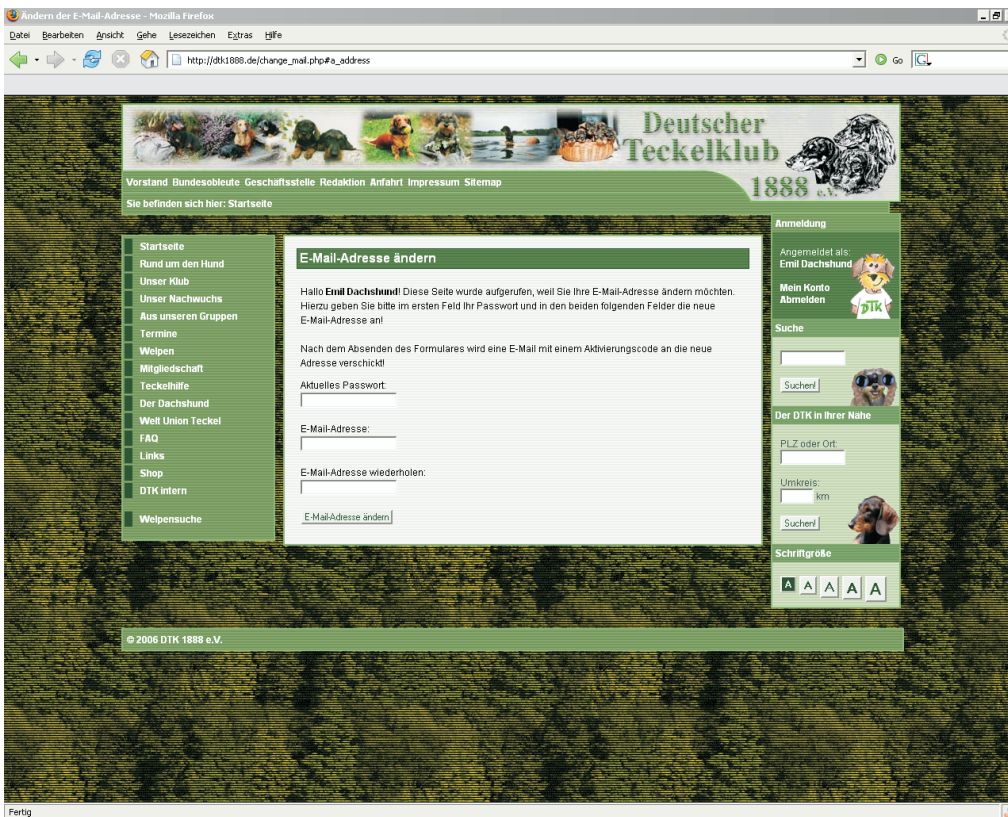 Ändern der E-Mail-Adresse - Mozilla Firefox
Datei Bearbeiten Ansicht Gehe Lesezeichen Extras Hilfe
http://dtk1888.de/change_mail.php#a_address
Go
G
Deutscher
Teckelklub
1888 e.V.
Vorstand Bundesobleute Geschäftsstelle Redaktion Anfahrt Impressum Sitemap
Sie befinden sich hier: Startseite
Startseite
Rund um den Hund
Unser Klub
Unser Nachwuchs
Aus unseren Gruppen
Termine
Welpen
Mitgliedschaft
Teckelhilfe
Der Dachshund
Welt Union Teckel
FAQ
Links
Shop
DTK intern
Welpensuche
E-Mail-Adresse ändern
Hallo Emil Dachshund! Diese Seite wurde aufgerufen, weil Sie Ihre E-Mail-Adresse ändern möchten.
Hierzu geben Sie bitte im ersten Feld Ihr Passwort und in den beiden folgenden Felder die neue
E-Mail-Adresse an!
Nach dem Absenden des Formulares wird eine E-Mail mit einem Aktivierungscode an die neue
Adresse verschickt!
Aktuelles Passwort:
E-Mail-Adresse:
E-Mail-Adresse wiederholen:
E-Mail-Adresse ändern
Anmeldung
Angemeldet als:
Emil Dachshund
Mein Konto
Abmelden
DTK
Suche
Suchen!
Der DTK in Ihrer Nähe
PLZ oder Ort:
Umkreis:
km
Suchen!
Schriftgröße
A A A A A
© 2006 DTK 1888 e.V.
Fertig